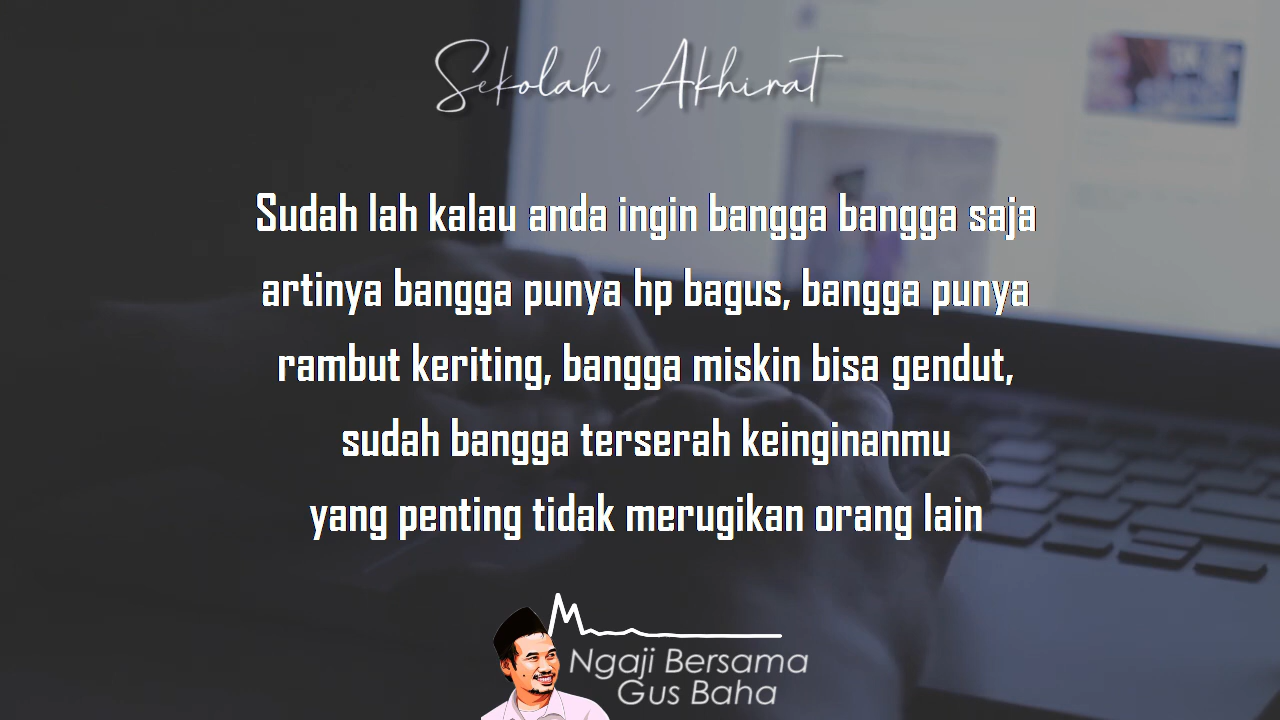 Sekolah Akhirat
Sudah lah kalau anda ingin bangga bangga saja
artinya bangga punya hp bagus, bangga punya
rambut keriting, bangga miskin bisa gendut,
sudah bangga terserah keinginanmu
yang penting tidak merugikan orang lain
Ngaji Bersama
Gus Baha